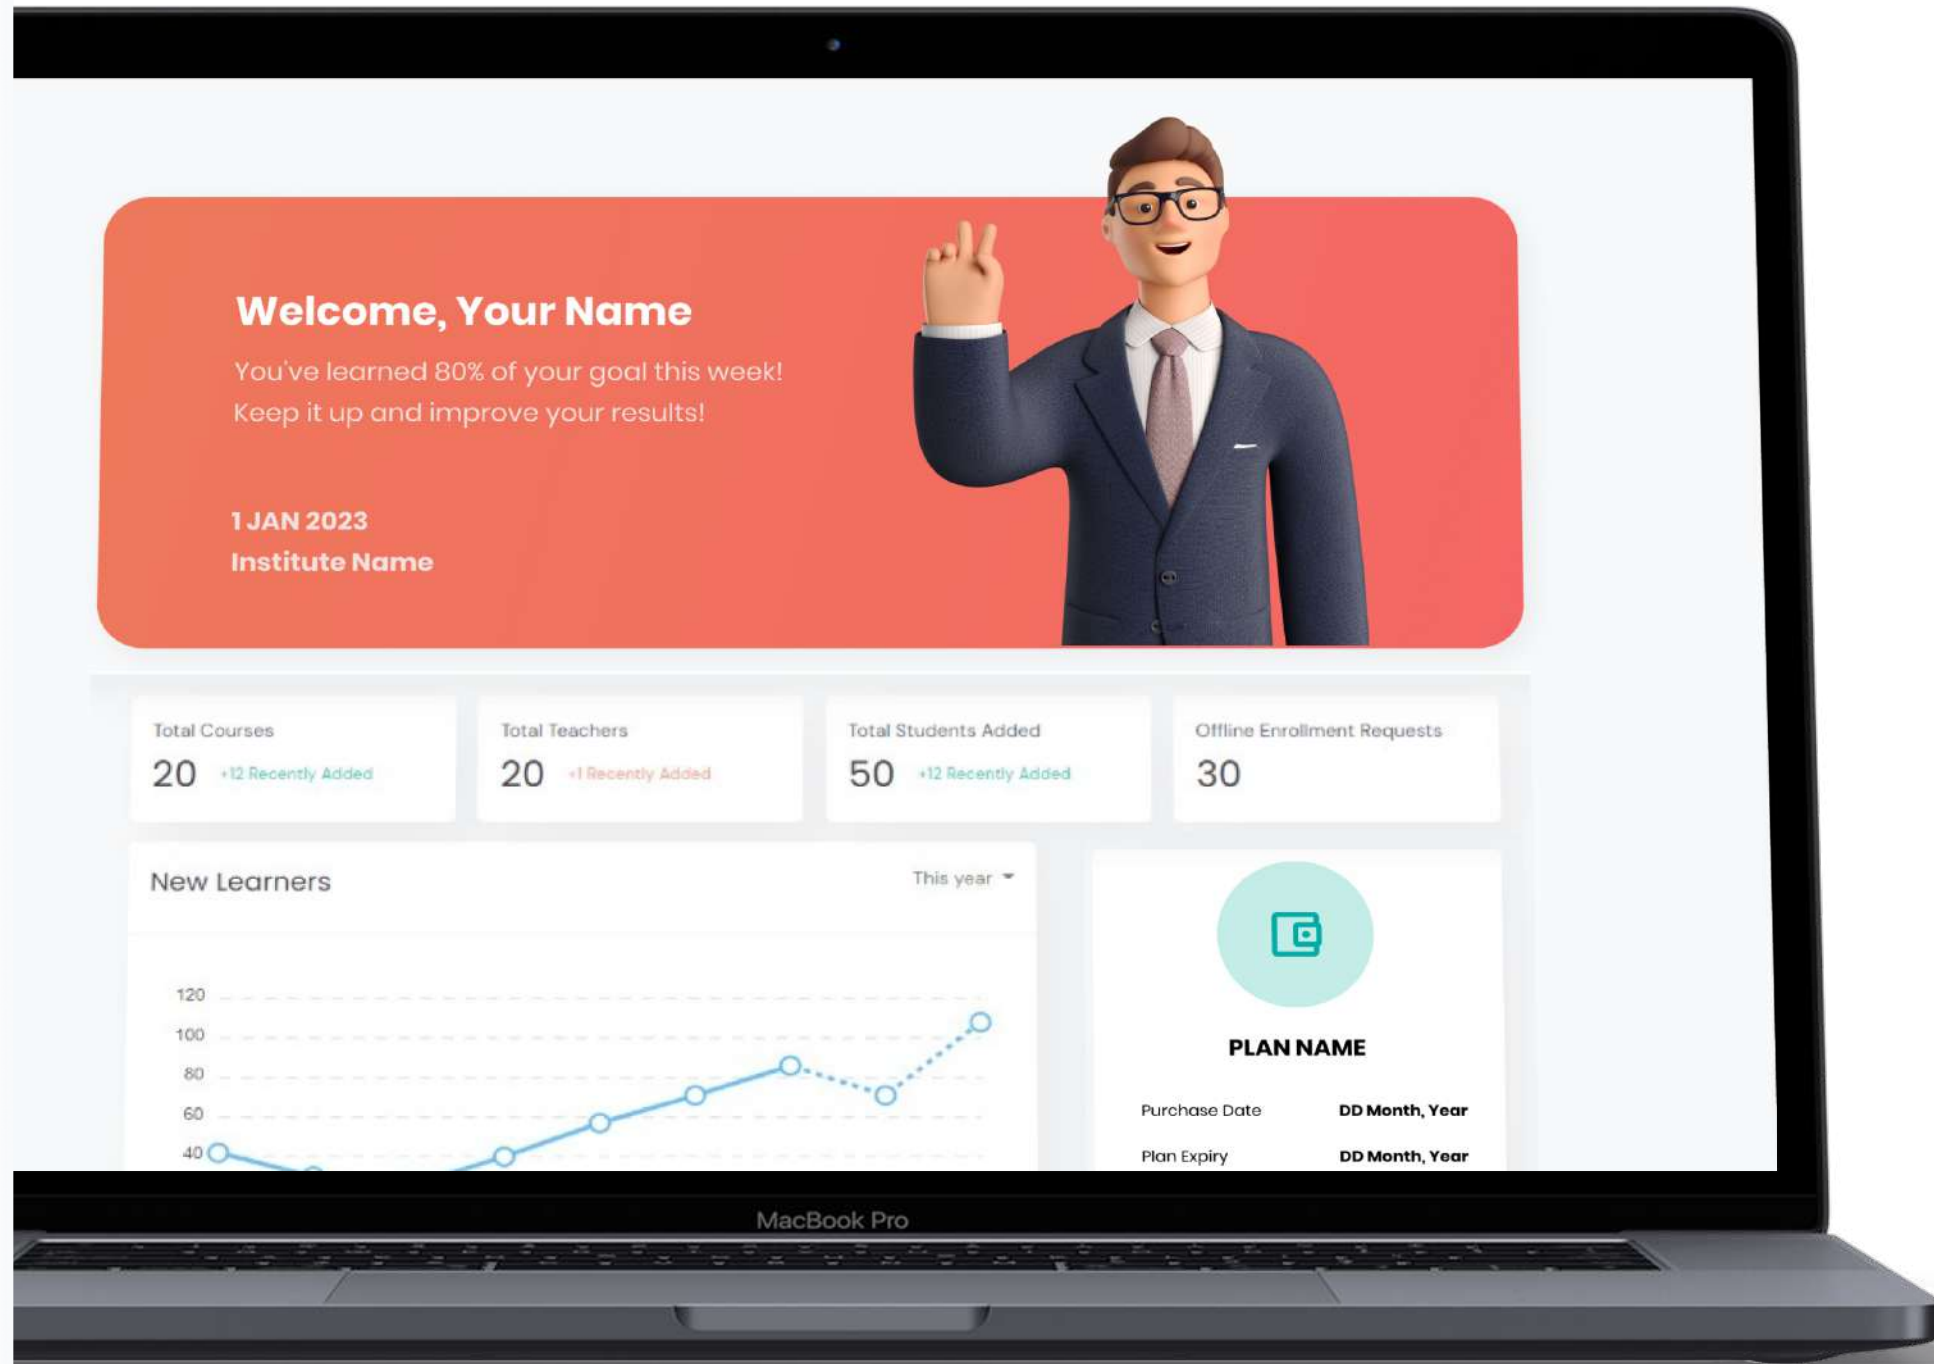 Welcome, Your Name
You've learned 80% of your goal this week!
Keep it up and improve your results!
1 JAN 2023
Institute Name
Total Courses
20 +12 Recently Added
Total Teachers
20 +1 Recently Added
Total Students Added
50 +12 Recently Added
Offline Enrollment Requests
30
New Learners
This year
120
100
80
60
40
PLAN NAME
Purchase Date DD Month, Year
Plan Expiry DD Month, Year
MacBook Pro